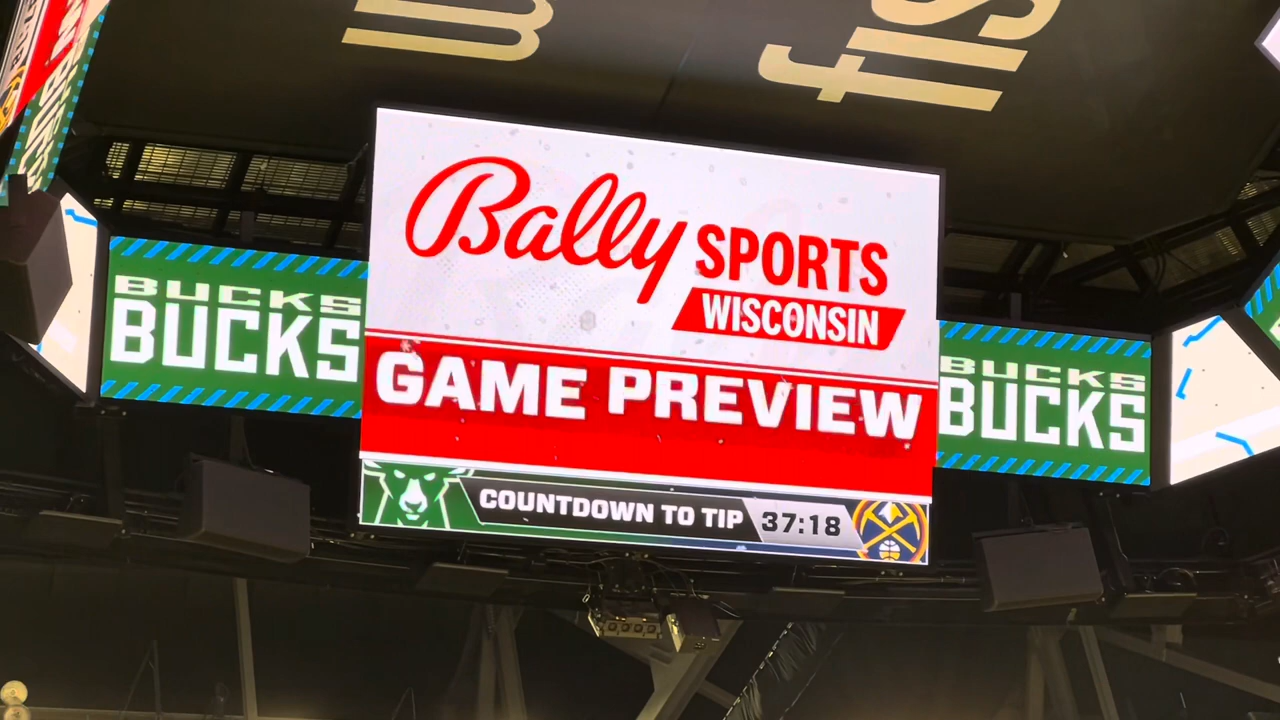 Bally SPORTS
WISCONSIN
GAME PREVIEW
COUNTDOWN TO TIP 37:18
BUCKS
BUCKS
BUCKS
BUCKS